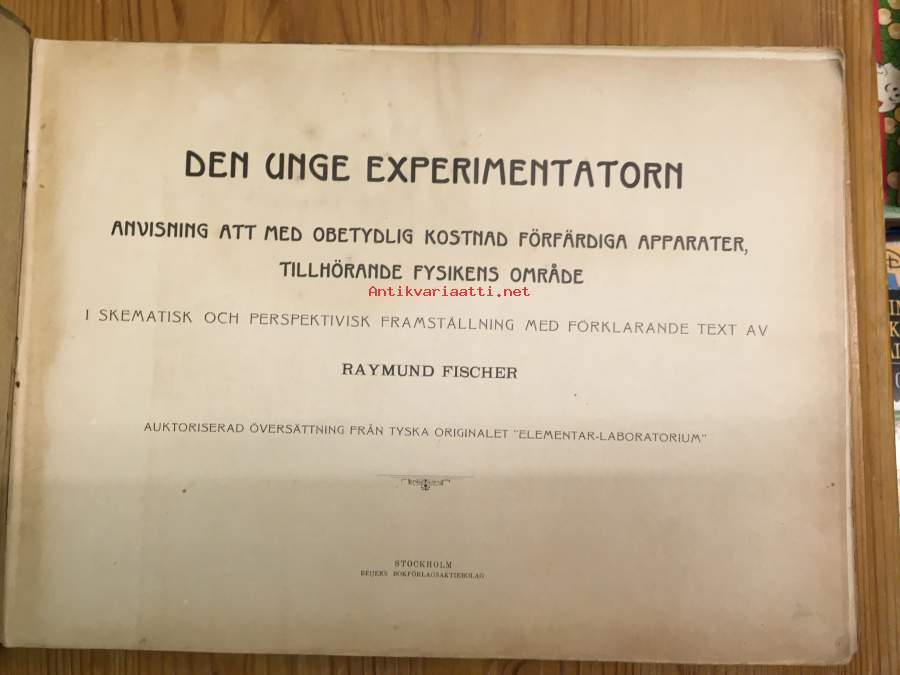 DEN UNGE EXPERIMENTATORN
ANVISNING ATT MED OBETYDLIG KOSTNAD FÖRFÄRDIGA APPARATER,
TILLHÖRANDE FYSIKENS OMRÅDE
Antikvariaatti.net
I SKEMATISK OCH PERSPEKTIVISK FRAMSTÄLLNING MED FÖRKLARANDE TEXT AV
RAYMUND FISCHER
AUKTORISERAD ÖVERSÄTTNING FRÅN TYSKA ORIGINALET "ELEMENTAR-LABORATORIUM"
STOCKHOLM
BEIJERS BOKFÖRLAGSAKTIEBOLAG